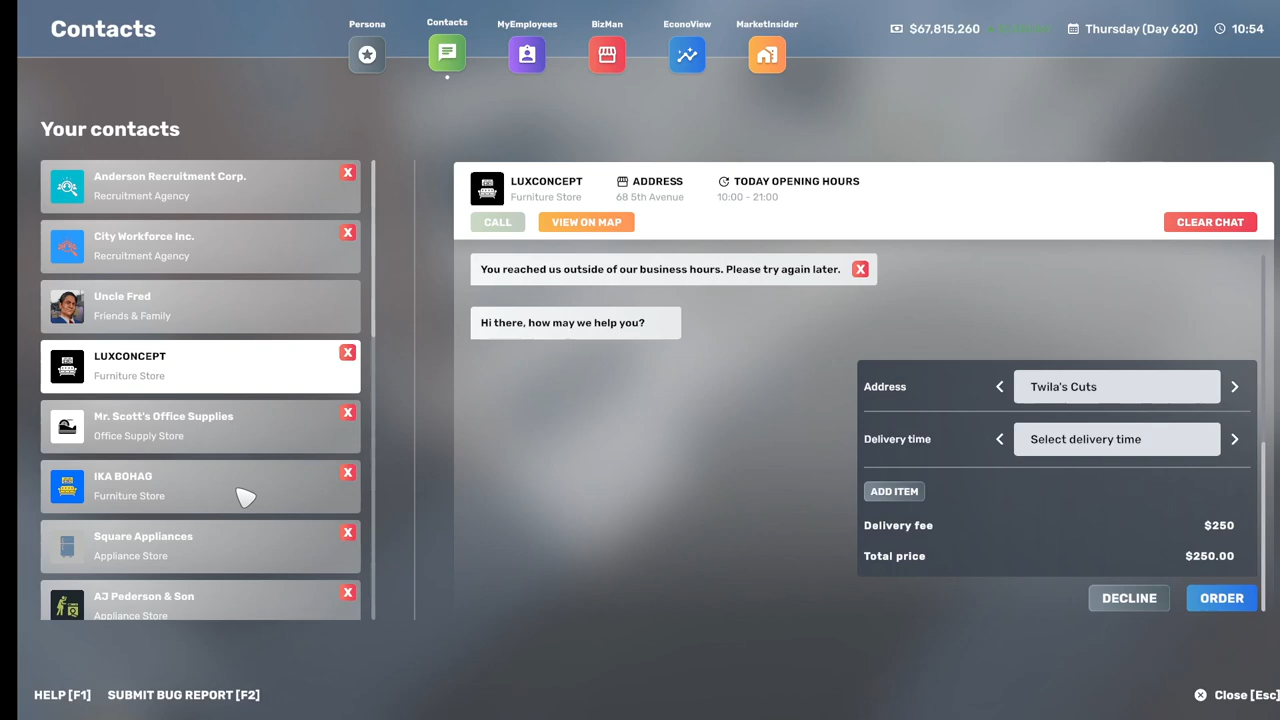 Contacts
Persona
Contacts
MyEmployees
BizMan
EconoView
MarketInsider
$67,815,260
Thursday (Day 620)
10:54
Your contacts
Anderson Recruitment Corp.
Recruitment Agency
X
City Workforce Inc.
Recruitment Agency
X
Uncle Fred
Friends & Family
LUXCONCEPT
Furniture Store
X
Mr. Scott's Office Supplies
Office Supply Store
X
IKA BOHAG
Furniture Store
X
Square Appliances
Appliance Store
X
AJ Pederson & Son
Appliance Store
X
LUXCONCEPT
Furniture Store
ADDRESS
68 5th Avenue
TODAY OPENING HOURS
10:00 - 21:00
CALL
VIEW ON MAP
CLEAR CHAT
You reached us outside of our business hours. Please try again later.
X
Hi there, how may we help you?
Address
Twila's Cuts
Delivery time
Select delivery time
ADD ITEM
Delivery fee
$250
Total price
$250.00
DECLINE
ORDER
HELP [F1]
SUBMIT BUG REPORT [F2]
Close [Esc]